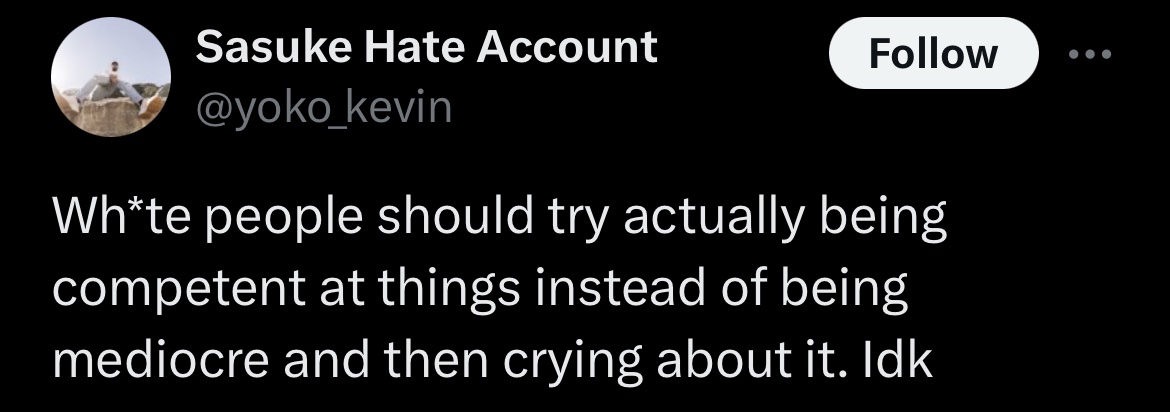 Sasuke Hate Account
Follow
@yoko_kevin
Wh*te people should try actually being
competent at things instead of being
mediocre and then crying about it. Idk